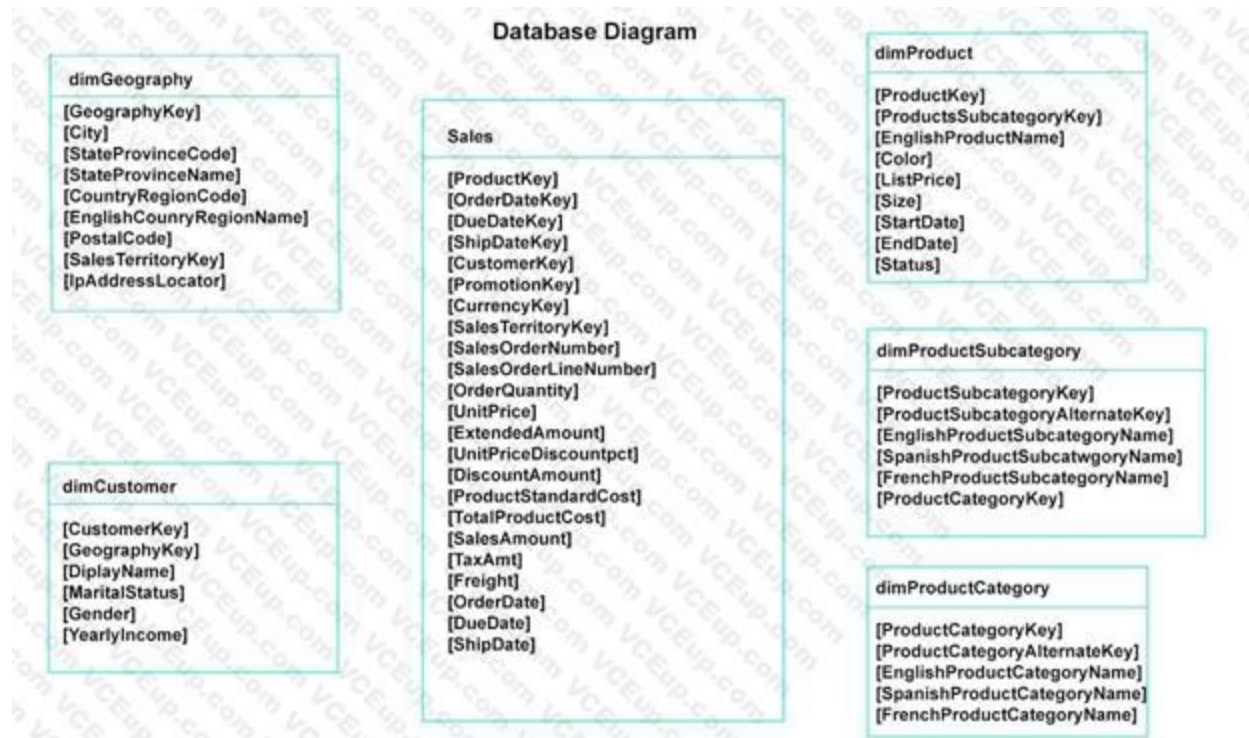 Database Diagram
dimGeography
[GeographyKey]
[City]
[StateProvinceCode]
[StateProvinceName]
[CountryRegionCode]
[EnglishCounryRegionName]
[PostalCode]
[SalesTerritoryKey]
[IpAddressLocator]
dimCustomer
[CustomerKey]
[GeographyKey]
[DiplayName]
[MaritalStatus]
[Gender]
[YearlyIncome]
Sales
[ProductKey]
[OrderDateKey]
[DueDateKey]
[ShipDateKey]
[CustomerKey]
[PromotionKey]
[CurrencyKey]
[SalesTerritoryKey]
[SalesOrderNumber]
[SalesOrderLineNumber]
[OrderQuantity]
[UnitPrice]
[ExtendedAmount]
[UnitPriceDiscountpct]
[DiscountAmount]
[ProductStandardCost]
[TotalProductCost]
[SalesAmount]
[TaxAmt]
[Freight]
[OrderDate]
[DueDate]
[ShipDate]
dimProduct
[ProductKey]
[ProductsSubcategoryKey]
[EnglishProductName]
[Color]
[ListPrice]
[Size]
[StartDate]
[EndDate]
[Status]
dimProductSubcategory
[ProductSubcategoryKey]
[ProductSubcategoryAlternateKey]
[EnglishProductSubcategoryName]
[SpanishProductSubcatwgoryName]
[FrenchProductSubcategoryName]
[ProductCategoryKey]
dimProductCategory
[ProductCategoryKey]
[ProductCategoryAlternateKey]
[EnglishProductCategoryName]
[SpanishProductCategoryName]
[FrenchProductCategoryName]
VCEup.com